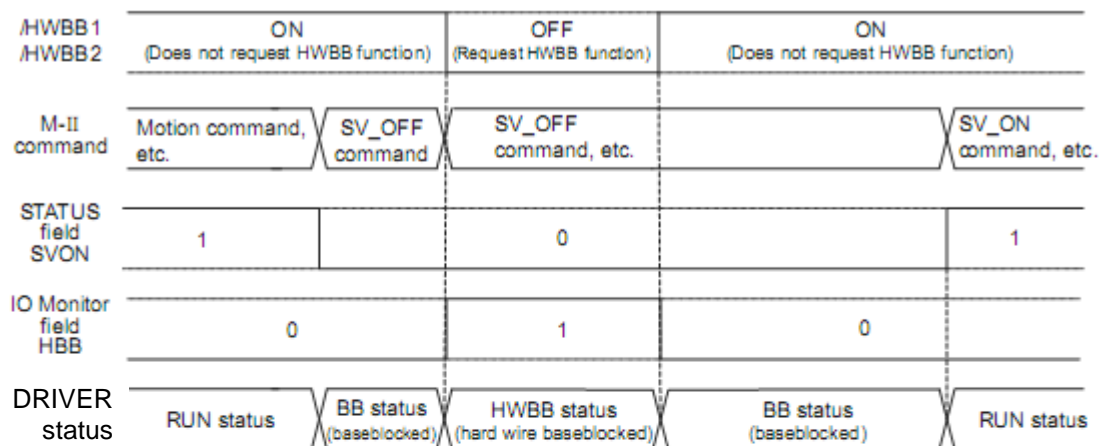 /HWBB1
/HWBB2
ON
(Does not request HWBB function)
OFF
(Request HWBB function)
ON
(Does not request HWBB function)
M-II
command
Motion command,
etc.
SV_OFF
command
SV_OFF
command, etc.
SV_ON
command, etc.
STATUS
field
SVON
1
0
1
IO Monitor
field
HBB
0
1
0
DRIVER
status
RUN status
BB status
(baseblocked)
HWBB status
(hard wire baseblocked)
BB status
(baseblocked)
RUN status